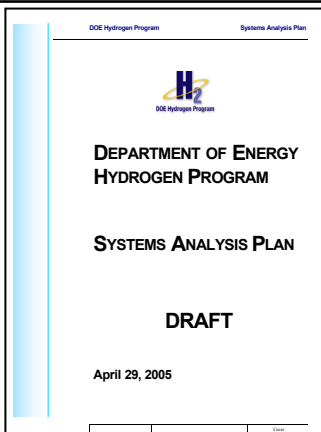 DOE Hydrogen Program Systems Analysis Plan
H2
DOE Hydrogen Program
DEPARTMENT OF ENERGY
HYDROGEN PROGRAM
SYSTEMS ANALYSIS PLAN
DRAFT
April 29, 2005
Cover